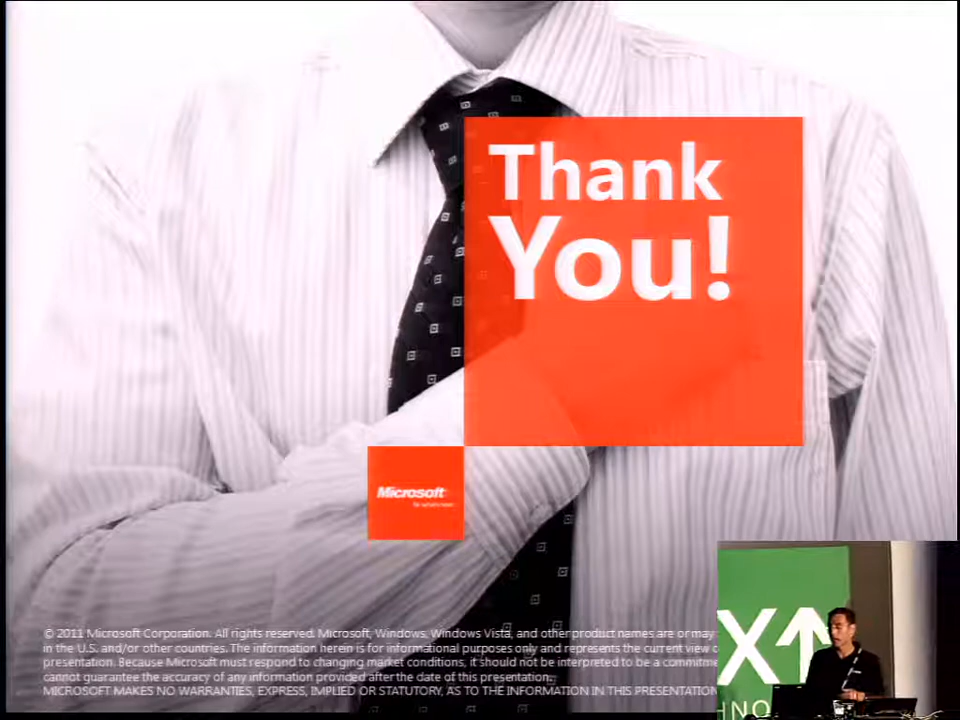 Thank
You!
Microsoft
© 2011 Microsoft Corporation. All rights reserved. Microsoft, Windows, Windows Vista, and other product names are or may
in the U.S. and/or other countries. The information herein is for informational purposes only and represents the current view
presentation. Because Microsoft must respond to changing market conditions, it should not be interpreted to be a
cannot guarantee the accuracy of any information provided after the date of this presentation.
MICROSOFT MAKES NO WARRANTIES, EXPRESS, IMPLIED OR STATUTORY, AS TO THE INFORMATION IN THIS PRESENTATION
X↑
HNO